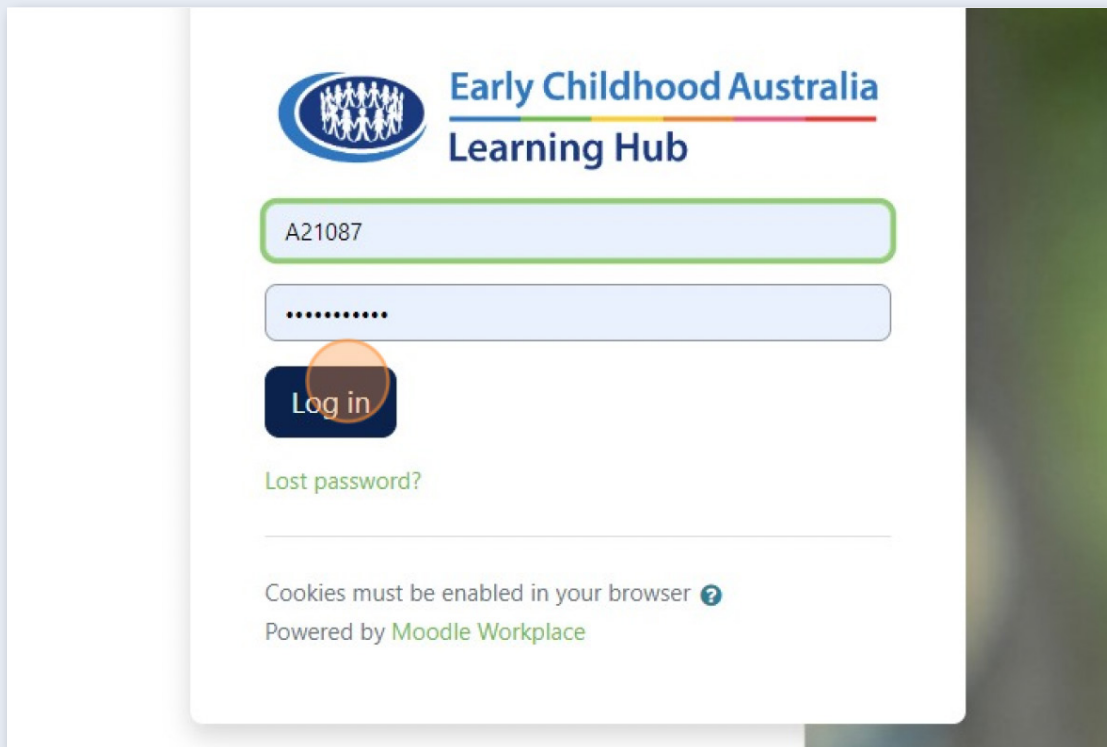 Early Childhood Australia
Learning Hub
A21087
•••••••••••
Log in
Lost password?
Cookies must be enabled in your browser ?
Powered by Moodle Workplace